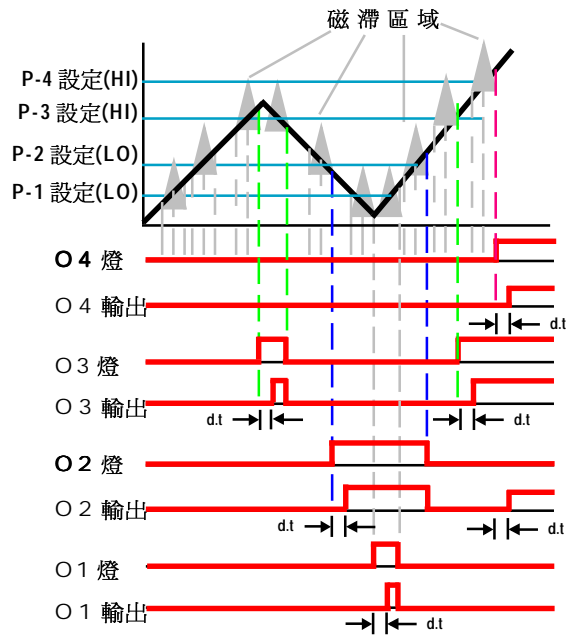 磁滯區域
P-4 設定(HI)
P-3 設定(HI)
P-2 設定(LO)
P-1 設定(LO)
O4 燈
O4 輸出
d.t
O3 燈
O3 輸出
d.t
d.t
O2 燈
O2 輸出
d.t
d.t
O1 燈
O1 輸出
d.t